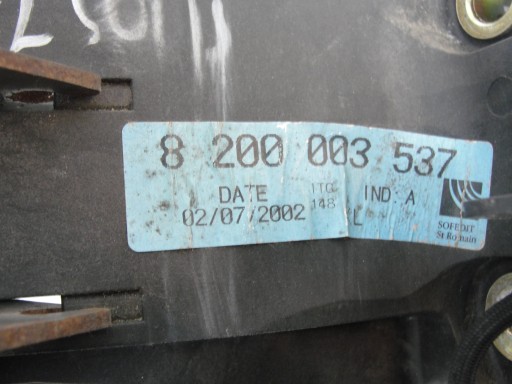 8 200 003 537
DATE ITC IND A
02/07/2002 148 L
SOFEDIT
St Romain